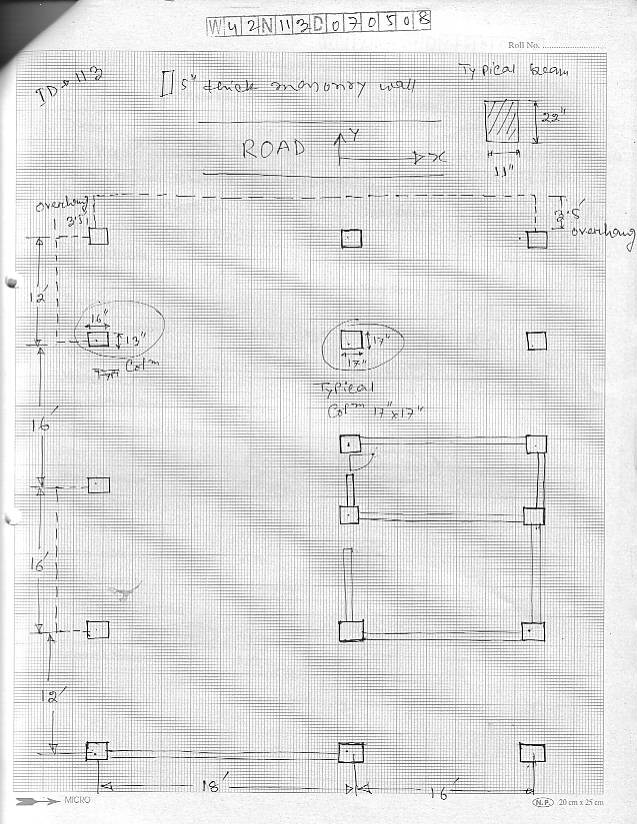 W42N113D070508
Roll No.
ID → 113
5" thick masonry wall
Typical beam
22"
11"
ROAD
Y
X
overhang
3.5'
3.5'
overhang
12'
16"
13"
Colᵐ
17"
17"
Typical
Colᵐ 17"x17"
16'
16'
12'
18'
16'
MICRO
N.P. 20 cm x 25 cm